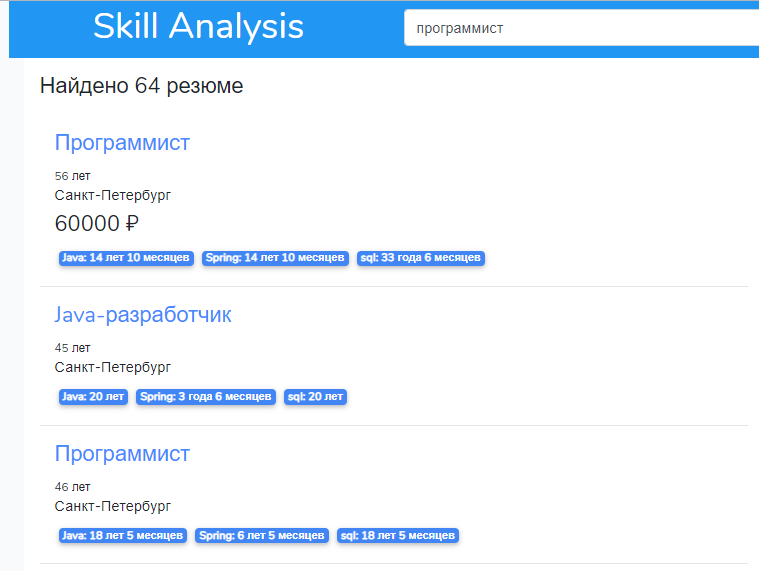 Skill Analysis
программист
Найдено 64 резюме
Программист
56 лет
Санкт-Петербург
60000 ₽
Java: 14 лет 10 месяцев Spring: 14 лет 10 месяцев sql: 33 года 6 месяцев
Java-разработчик
45 лет
Санкт-Петербург
Java: 20 лет Spring: 3 года 6 месяцев sql: 20 лет
Программист
46 лет
Санкт-Петербург
Java: 18 лет 5 месяцев Spring: 6 лет 5 месяцев sql: 18 лет 5 месяцев